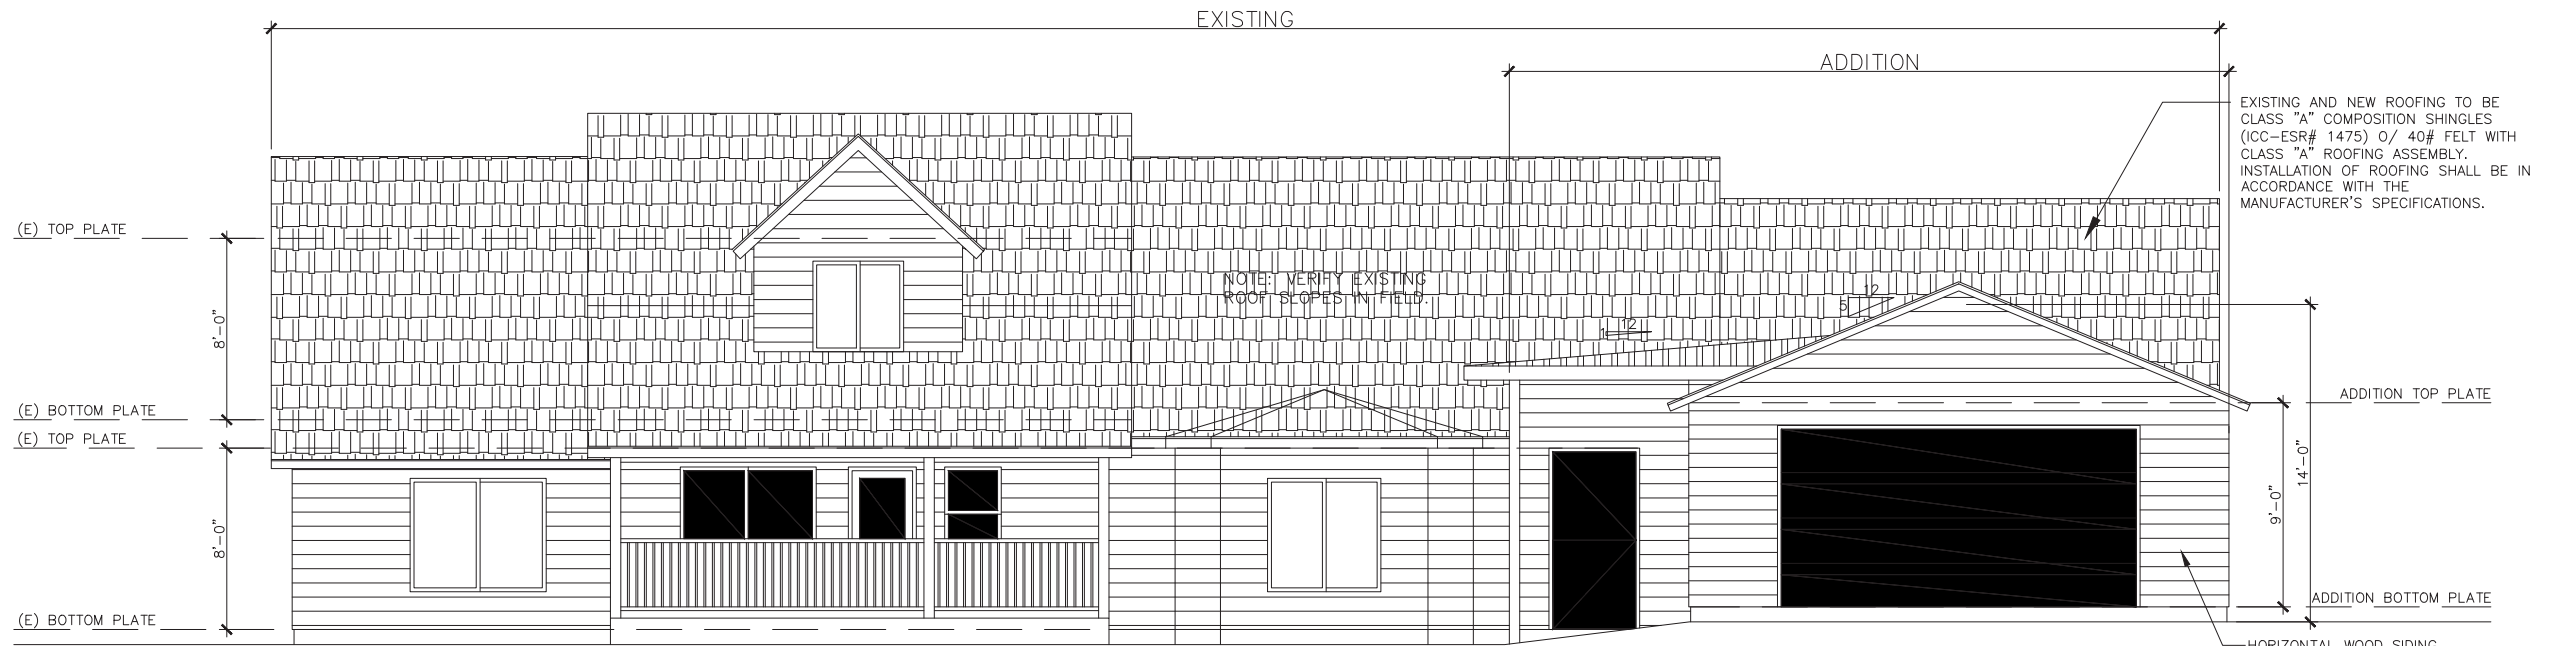 EXISTING
ADDITION
EXISTING AND NEW ROOFING TO BE
CLASS "A" COMPOSITION SHINGLES
(ICC-ESR# 1475) O/ 40# FELT WITH
CLASS "A" ROOFING ASSEMBLY.
INSTALLATION OF ROOFING SHALL BE IN
ACCORDANCE WITH THE
MANUFACTURER'S SPECIFICATIONS.
(E) TOP PLATE
8'-0"
(E) BOTTOM PLATE
(E) TOP PLATE
8'-0"
(E) BOTTOM PLATE
NOTE: VERIFY EXISTING
ROOF SLOPES IN FIELD.
12
1
12
5
ADDITION TOP PLATE
14'-0"
9'-0"
ADDITION BOTTOM PLATE
HORIZONTAL WOOD SIDING